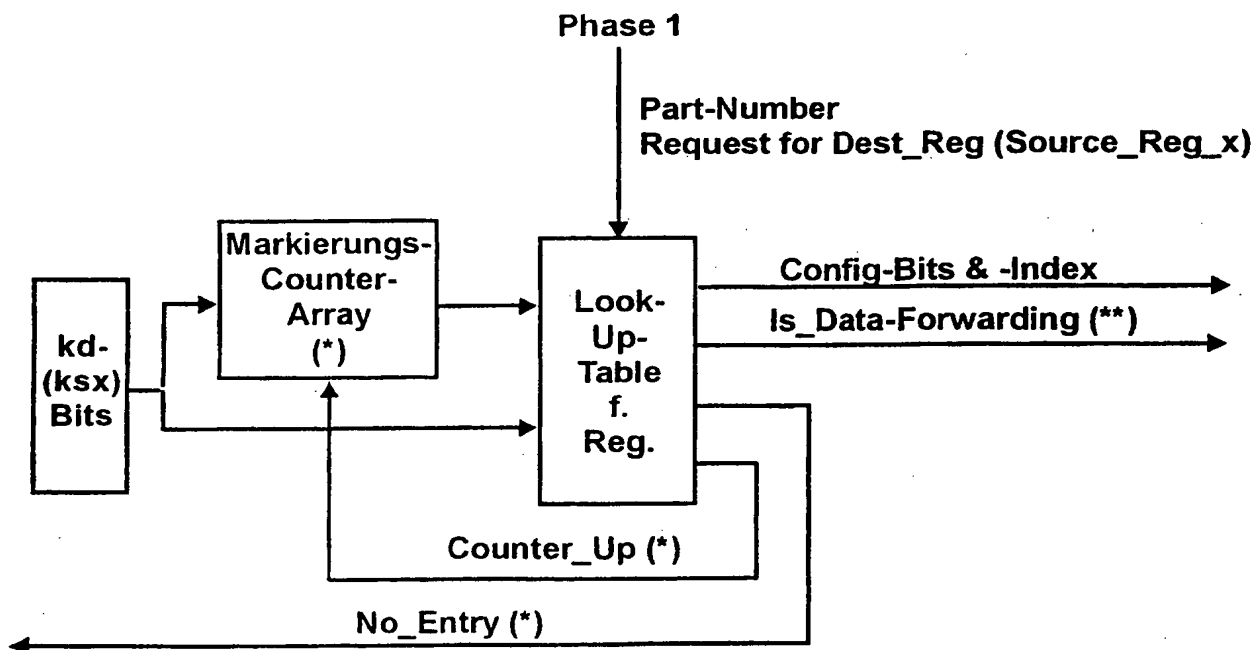 Phase 1
Part-Number
Request for Dest_Reg (Source_Reg_x)
Markierungs-
Counter-
Array
(*)
kd-
(ksx)
Bits
Look-
Up-
Table
f.
Reg.
Config-Bits & -Index
Is_Data-Forwarding (**)
Counter_Up (*)
No_Entry (*)